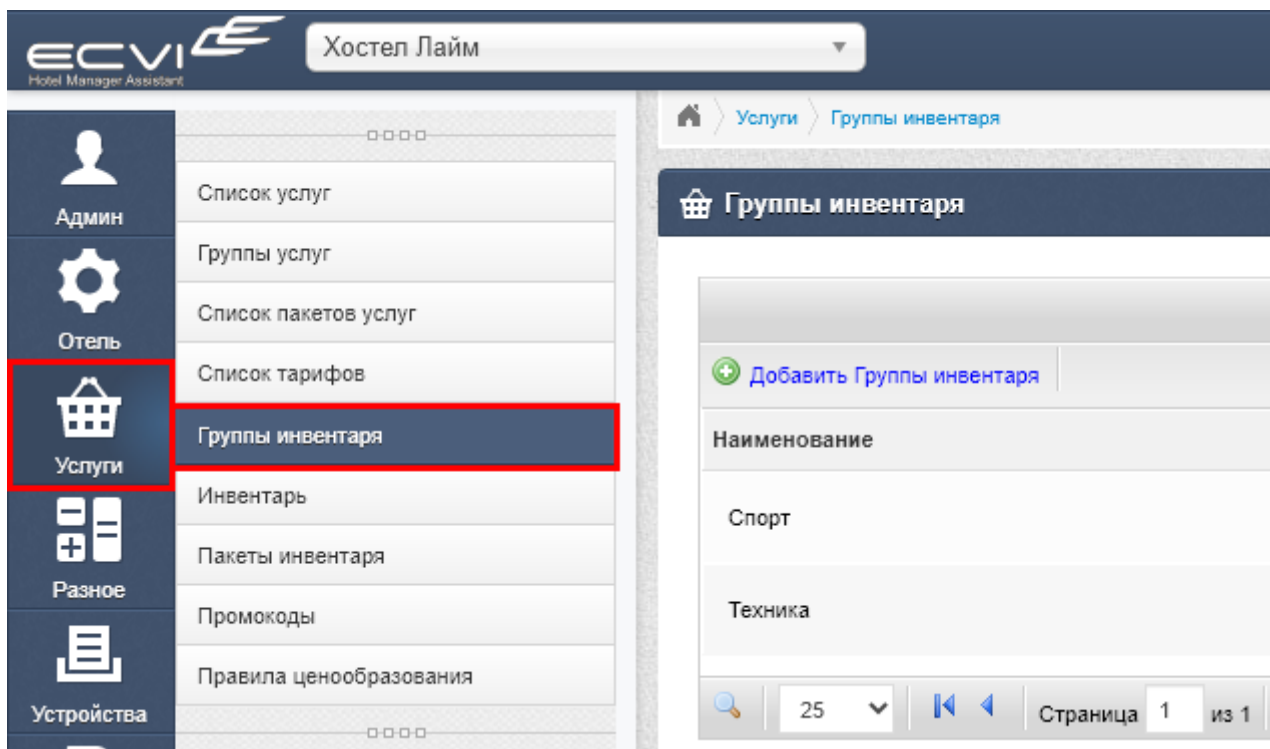 ECVI
Hotel Manager Assistant
Хостел Лайм
Админ
Отель
Услуги
Разное
Устройства
Список услуг
Группы услуг
Список пакетов услуг
Список тарифов
Группы инвентаря
Инвентарь
Пакеты инвентаря
Промокоды
Правила ценообразования
Услуги Группы инвентаря
Группы инвентаря
Добавить Группы инвентаря
Наименование
Спорт
Техника
25 Страница 1 из 1